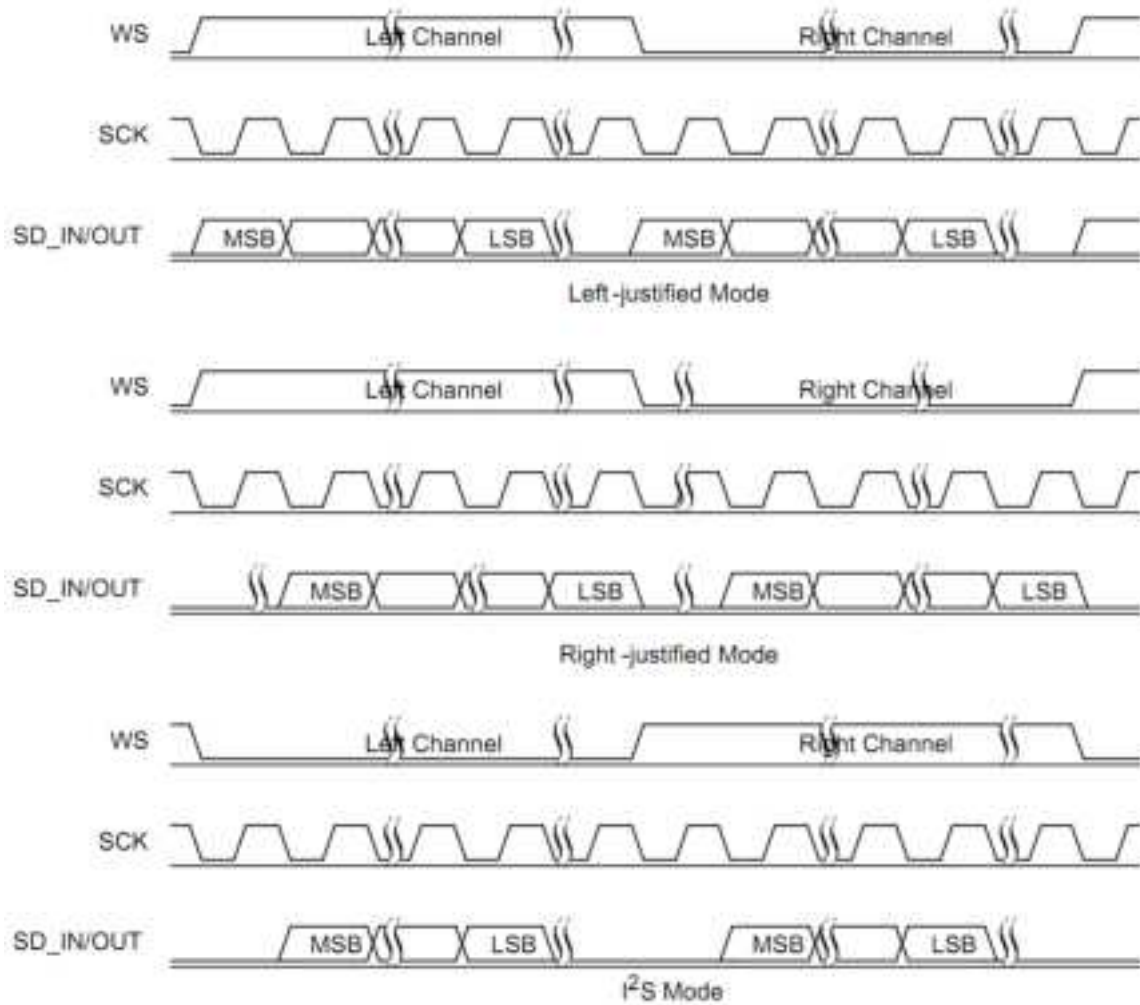 WS Left Channel Right Channel
SCK
SD_IN/OUT MSB LSB MSB LSB
Left-justified Mode
WS Left Channel Right Channel
SCK
SD_IN/OUT MSB LSB MSB LSB
Right-justified Mode
WS Left Channel Right Channel
SCK
SD_IN/OUT MSB LSB MSB LSB
I²S Mode